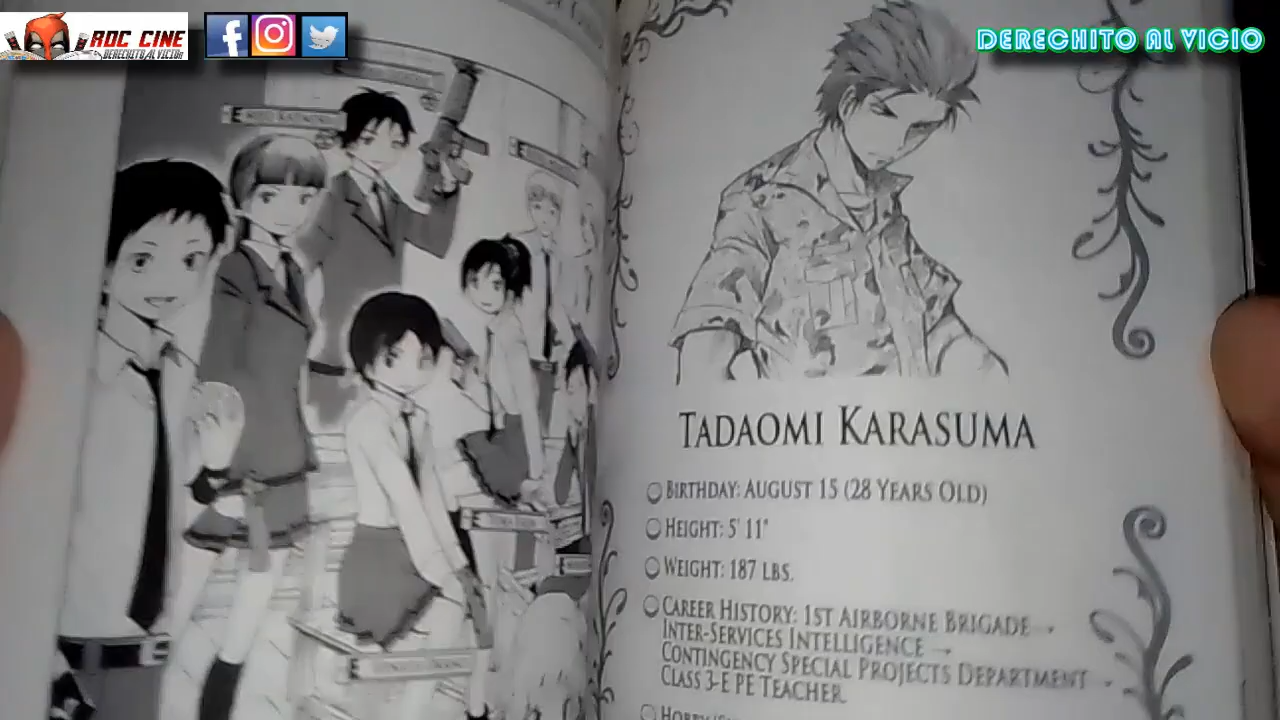 RDC CINE
DERECHITO AL VICIO
DERECHITO AL VICIO
TADAOMI KARASUMA
BIRTHDAY: AUGUST 15 (28 YEARS OLD)
HEIGHT: 5' 11"
WEIGHT: 187 LBS.
CAREER HISTORY: 1ST AIRBORNE BRIGADE →
INTER-SERVICES INTELLIGENCE →
CONTINGENCY SPECIAL PROJECTS DEPARTMENT →
CLASS 3-E PE TEACHER